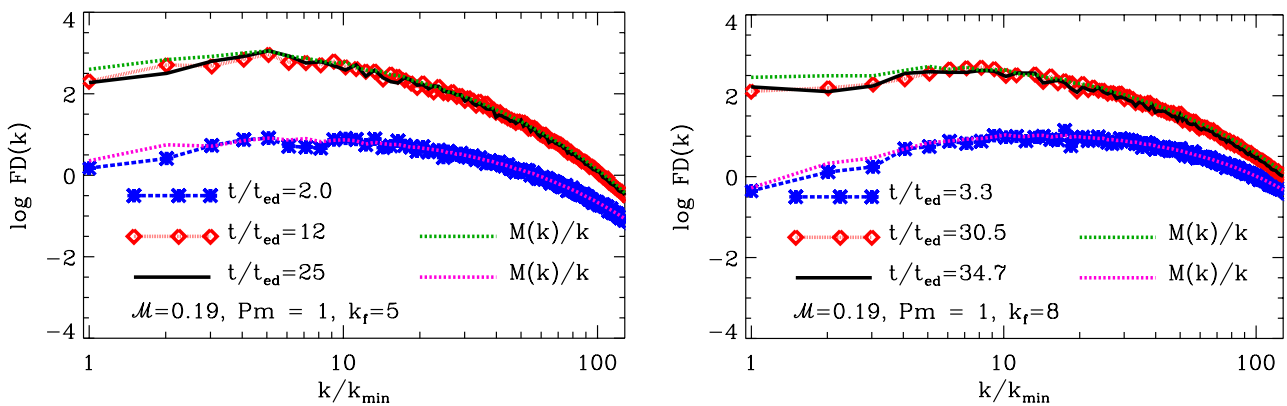 4
2
0
−2
−4
log FD(k)
t/t_ed=2.0
t/t_ed=12 M(k)/k
t/t_ed=25 M(k)/k
ℳ=0.19, Pm = 1, k_f=5
1 10 100
k/k_min
4
2
0
−2
−4
log FD(k)
t/t_ed=3.3
t/t_ed=30.5 M(k)/k
t/t_ed=34.7 M(k)/k
ℳ=0.19, Pm = 1, k_f=8
1 10 100
k/k_min